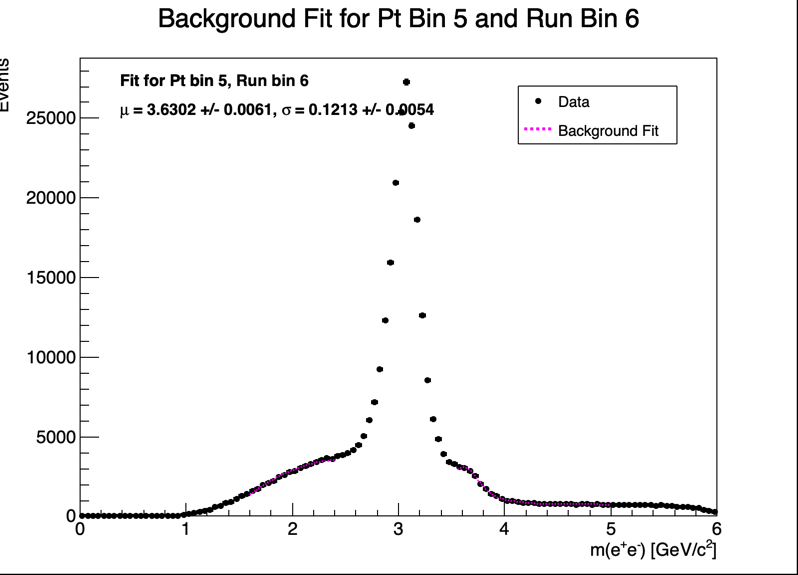 Background Fit for Pt Bin 5 and Run Bin 6
Events
Fit for Pt bin 5, Run bin 6
μ = 3.6302 +/- 0.0061, σ = 0.1213 +/- 0.0054
Data
Background Fit
25000
20000
15000
10000
5000
0
0 1 2 3 4 5 6
m(e⁺e⁻) [GeV/c²]